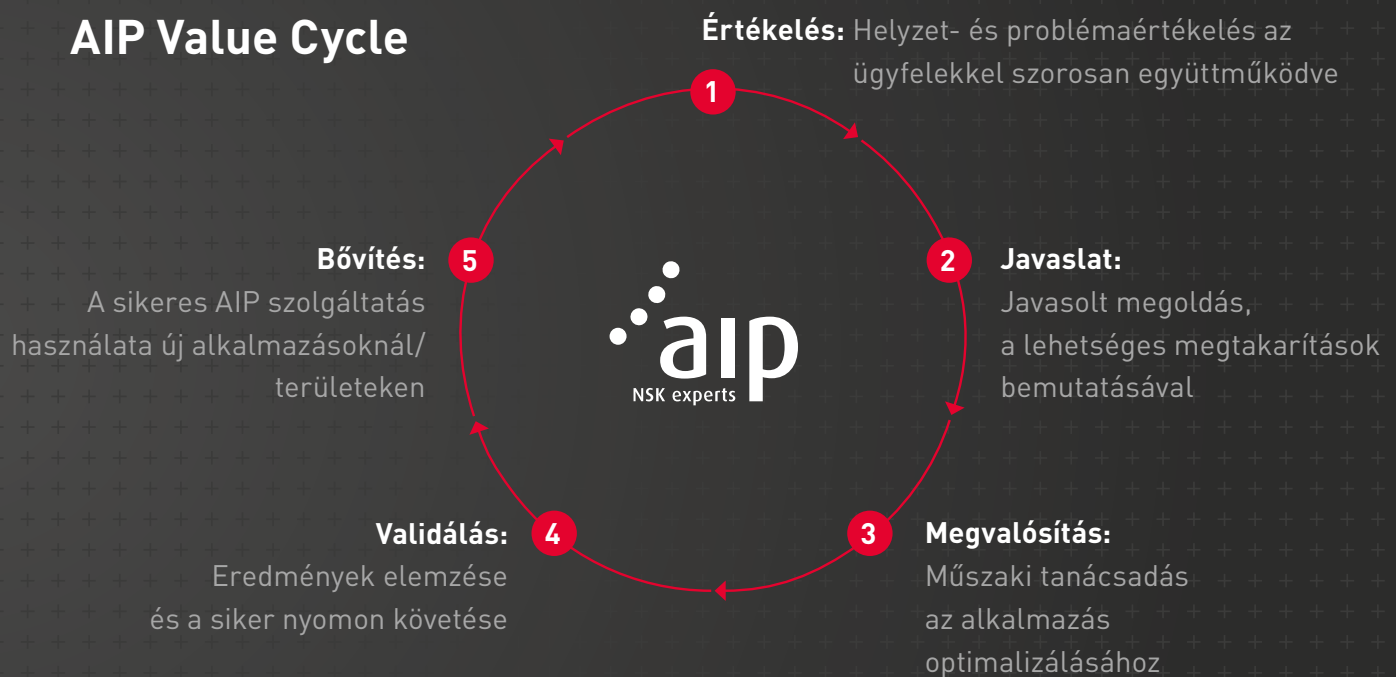 AIP Value Cycle
1
Értékelés: Helyzet- és problémaértékelés az
ügyfelekkel szorosan együttműködve
2
Javaslat:
Javasolt megoldás,
a lehetséges megtakarítások
bemutatásával
3
Megvalósítás:
Műszaki tanácsadás
az alkalmazás
optimalizálásához
4
Validálás:
Eredmények elemzése
és a siker nyomon követése
5
Bővítés:
A sikeres AIP szolgáltatás
használata új alkalmazásoknál/
területeken
aip
NSK experts